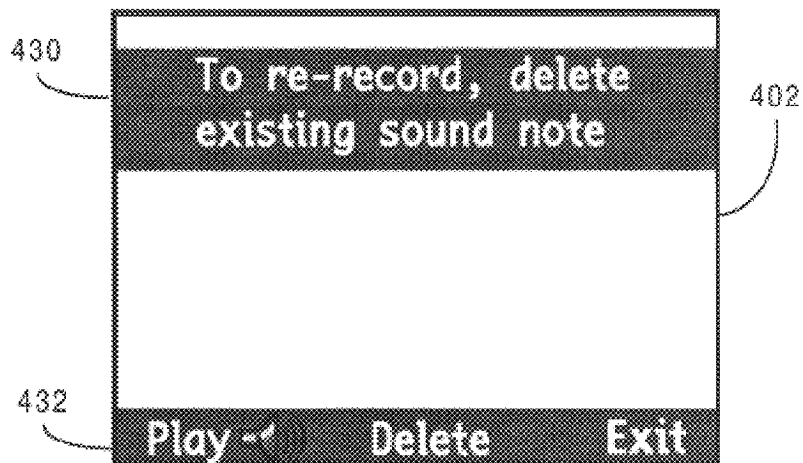 430
To re-record, delete
existing sound note
402
432
Play Delete Exit